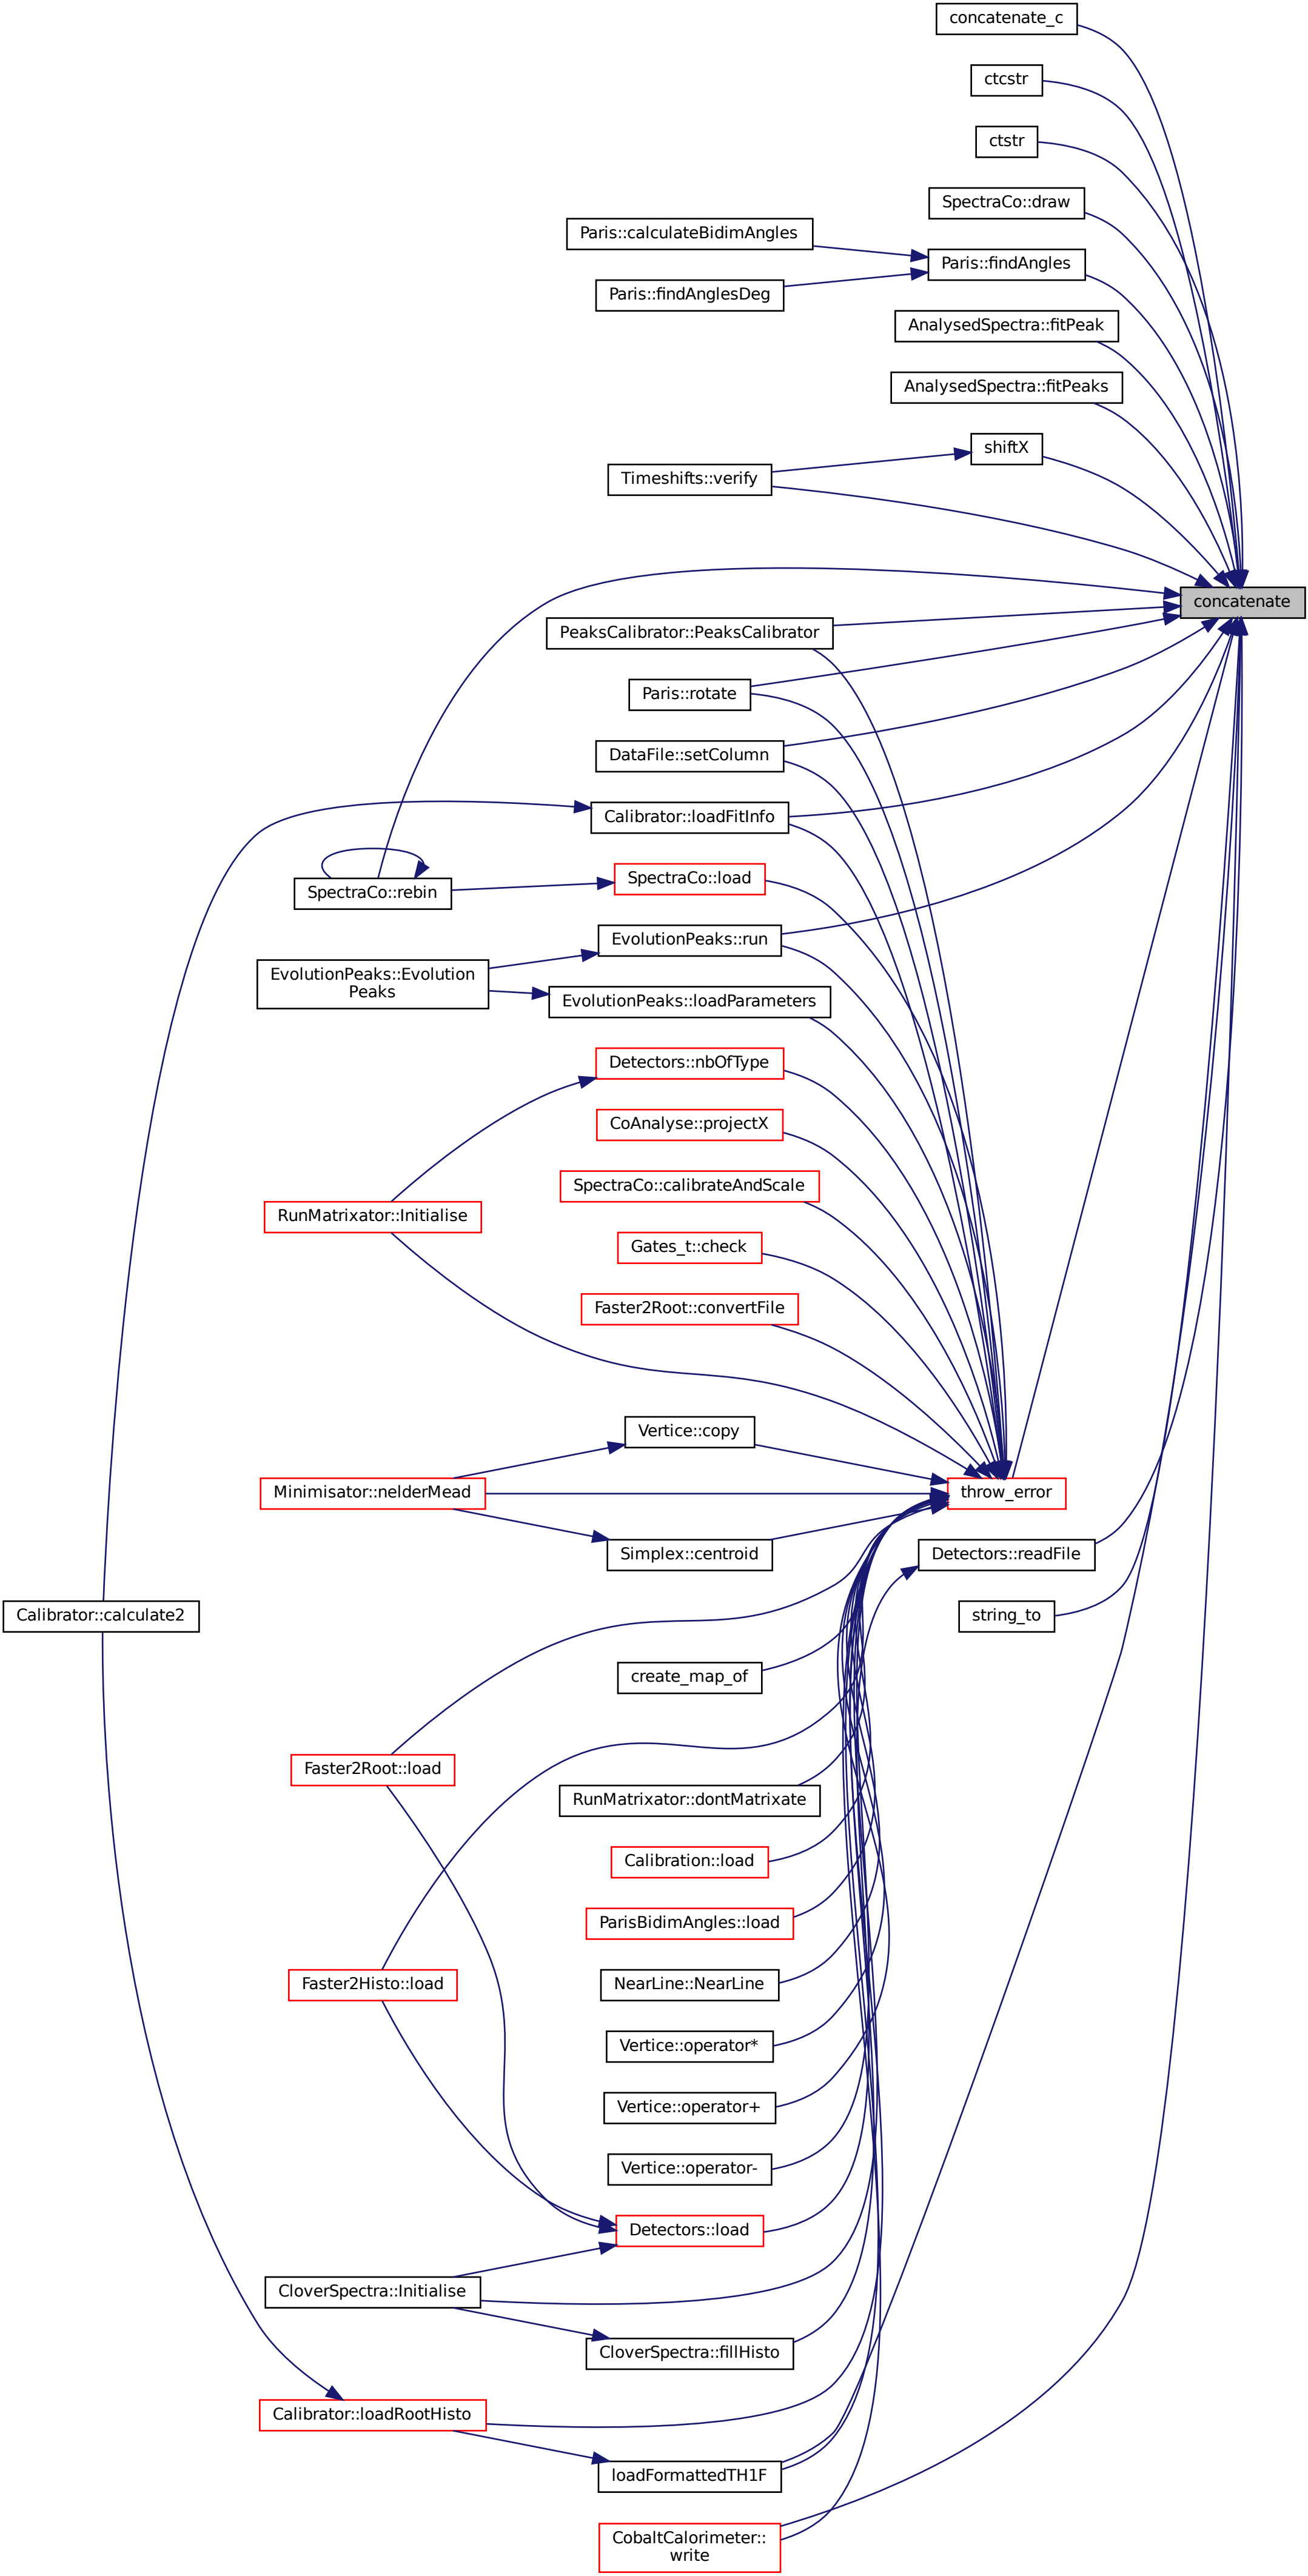 concatenate_c
ctcstr
ctstr
SpectraCo::draw
Paris::calculateBidimAngles
Paris::findAngles
Paris::findAnglesDeg
AnalysedSpectra::fitPeak
AnalysedSpectra::fitPeaks
shiftX
Timeshifts::verify
concatenate
PeaksCalibrator::PeaksCalibrator
Paris::rotate
DataFile::setColumn
Calibrator::loadFitInfo
SpectraCo::load
SpectraCo::rebin
EvolutionPeaks::run
EvolutionPeaks::Evolution
Peaks
EvolutionPeaks::loadParameters
Detectors::nbOfType
CoAnalyse::projectX
SpectraCo::calibrateAndScale
RunMatrixator::Initialise
Gates_t::check
Faster2Root::convertFile
Vertice::copy
Minimisator::nelderMead
throw_error
Simplex::centroid
Detectors::readFile
Calibrator::calculate2
string_to
create_map_of
Faster2Root::load
RunMatrixator::dontMatrixate
Calibration::load
ParisBidimAngles::load
Faster2Histo::load
NearLine::NearLine
Vertice::operator*
Vertice::operator+
Vertice::operator-
Detectors::load
CloverSpectra::Initialise
CloverSpectra::fillHisto
Calibrator::loadRootHisto
loadFormattedTH1F
CobaltCalorimeter::
write